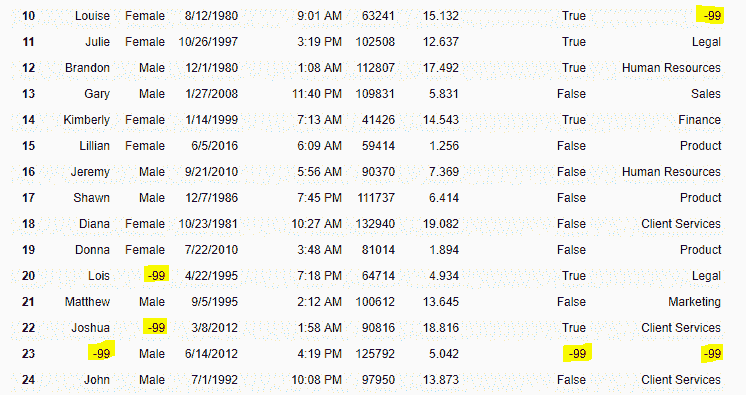 10 Louise Female 8/12/1980 9:01 AM 63241 15.132 True -99
11 Julie Female 10/26/1997 3:19 PM 102508 12.637 True Legal
12 Brandon Male 12/1/1980 1:08 AM 112807 17.492 True Human Resources
13 Gary Male 1/27/2008 11:40 PM 109831 5.831 False Sales
14 Kimberly Female 1/14/1999 7:13 AM 41426 14.543 True Finance
15 Lillian Female 6/5/2016 6:09 AM 59414 1.256 False Product
16 Jeremy Male 9/21/2010 5:56 AM 90370 7.369 False Human Resources
17 Shawn Male 12/7/1986 7:45 PM 111737 6.414 False Product
18 Diana Female 10/23/1981 10:27 AM 132940 19.082 False Client Services
19 Donna Female 7/22/2010 3:48 AM 81014 1.894 False Product
20 Lois -99 4/22/1995 7:18 PM 64714 4.934 True Legal
21 Matthew Male 9/5/1995 2:12 AM 100612 13.645 False Marketing
22 Joshua -99 3/8/2012 1:58 AM 90816 18.816 True Client Services
23 -99 Male 6/14/2012 4:19 PM 125792 5.042 -99 -99
24 John Male 7/1/1992 10:08 PM 97950 13.873 False Client Services